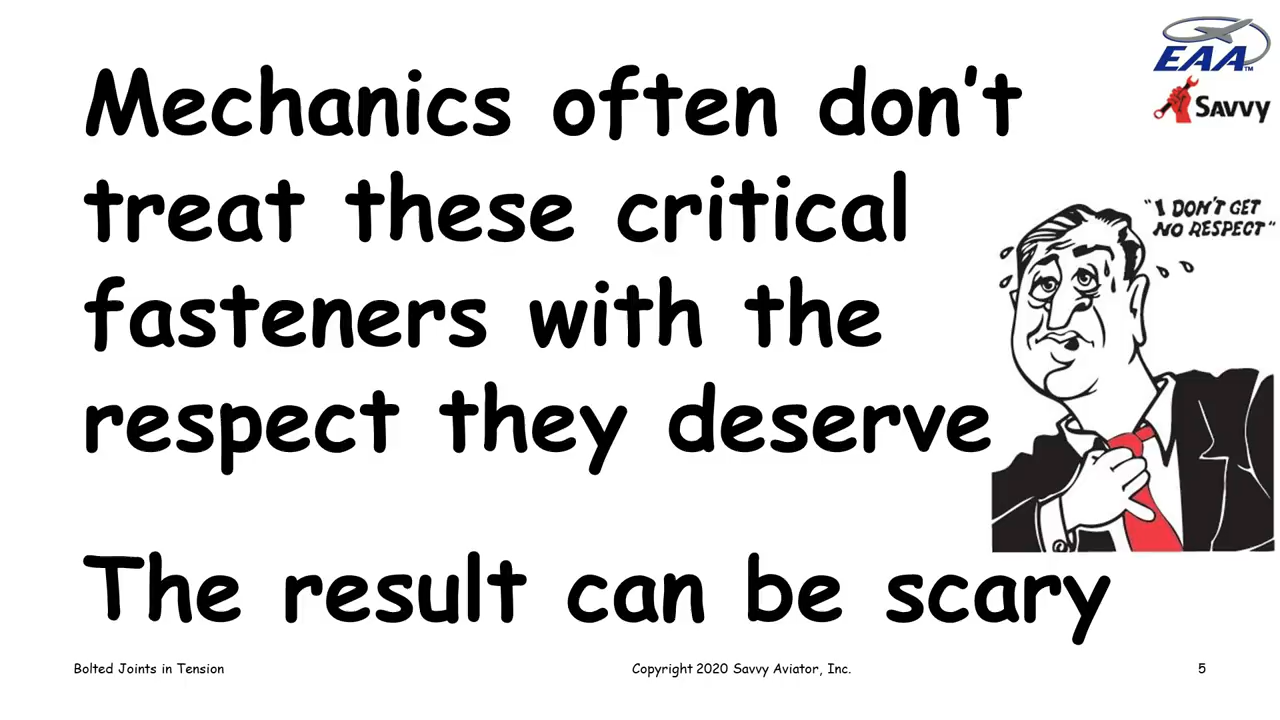 EAA™
Savvy
Mechanics often don't
treat these critical
fasteners with the
respect they deserve
"I DON'T GET
NO RESPECT"
The result can be scary
Bolted Joints in Tension
Copyright 2020 Savvy Aviator, Inc.
5